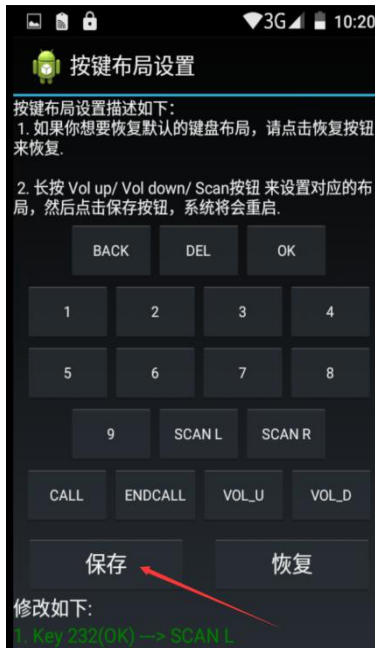 3G 10:20
按键布局设置
按键布局设置描述如下：
1. 如果你想要恢复默认的键盘布局，请点击恢复按钮
来恢复.
2. 长按 Vol up/ Vol down/ Scan按钮 来设置对应的布
局，然后点击保存按钮，系统将会重启.
BACK DEL OK
1 2 3 4
5 6 7 8
9 SCAN L SCAN R
CALL ENDCALL VOL_U VOL_D
保存 恢复
修改如下:
1. Key 232(OK) ---> SCAN L